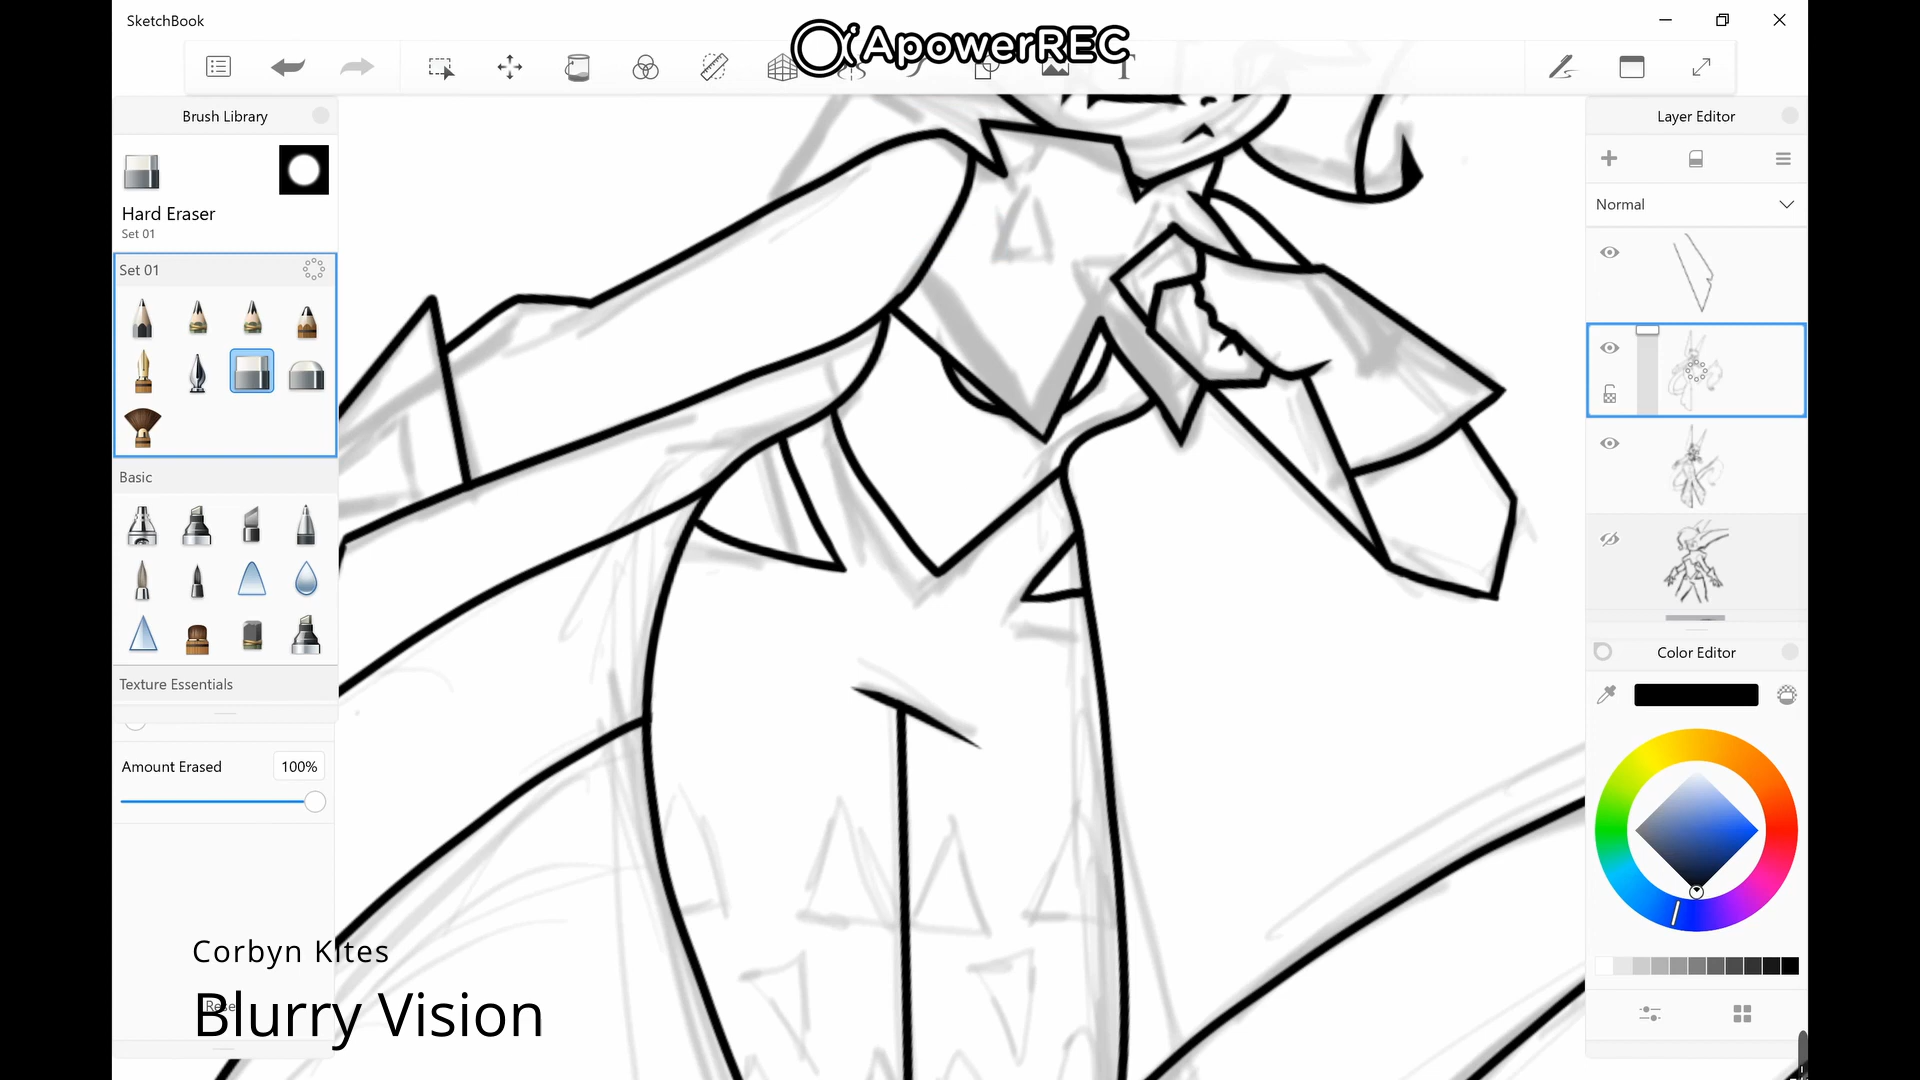 SketchBook
ApowerREC
T
Brush Library
Layer Editor
Hard Eraser
Set 01
Normal
Set 01
Basic
Color Editor
Texture Essentials
Amount Erased
100%
Corbyn Kites
Blurry Vision